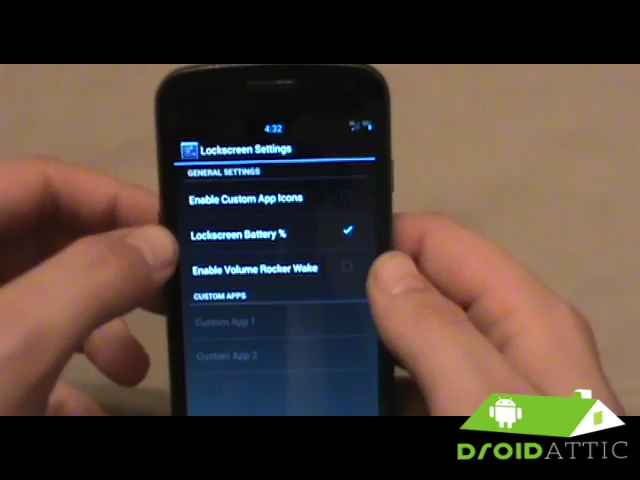 4:32
Lockscreen Settings
GENERAL SETTINGS
Enable Custom App Icons
Lockscreen Battery %
Enable Volume Rocker Wake
CUSTOM APPS
Custom App 1
Custom App 2
DROIDATTIC